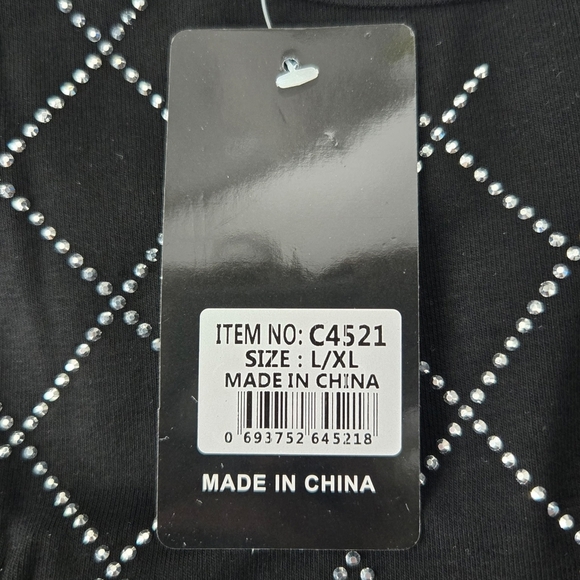 ITEM NO: C4521
SIZE : L/XL
MADE IN CHINA
0 693752 645218
MADE IN CHINA